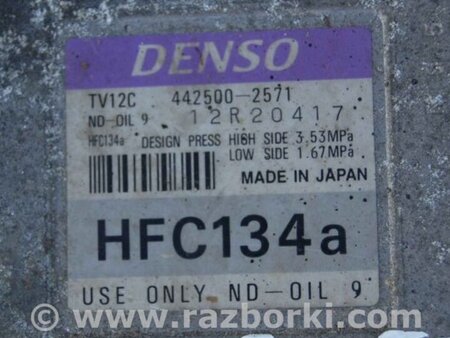 DENSO
TV12C 442500-2571
ND-OIL 9 12R20417
HFC134a DESIGN PRESS HIGH SIDE 3.53MPa
LOW SIDE 1.67MPa
MADE IN JAPAN
HFC134a
USE ONLY ND-OIL 9
www.razborki.com